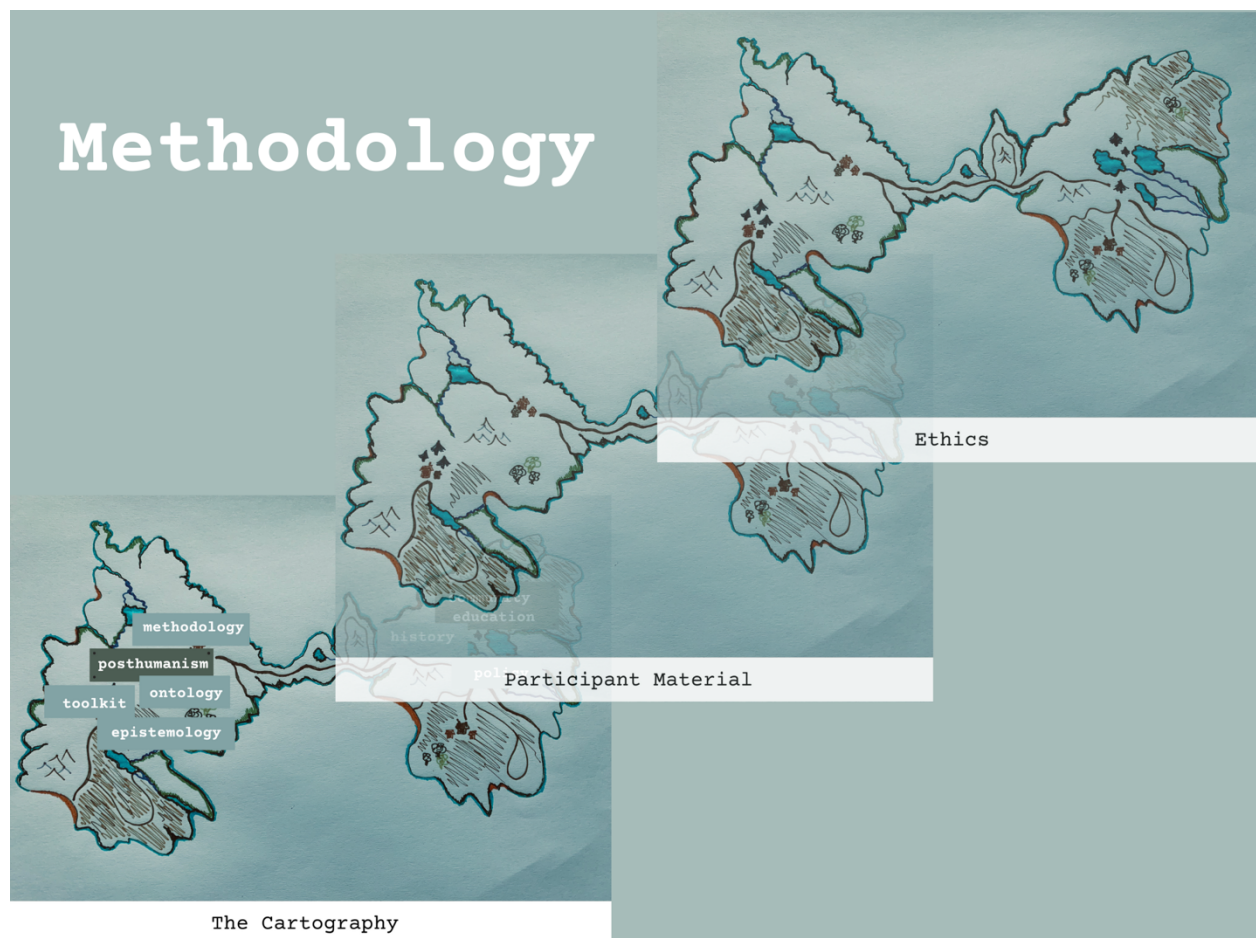 Methodology
Ethics
education
history
Participant Material
methodology
posthumanism
ontology
toolkit
epistemology
The Cartography